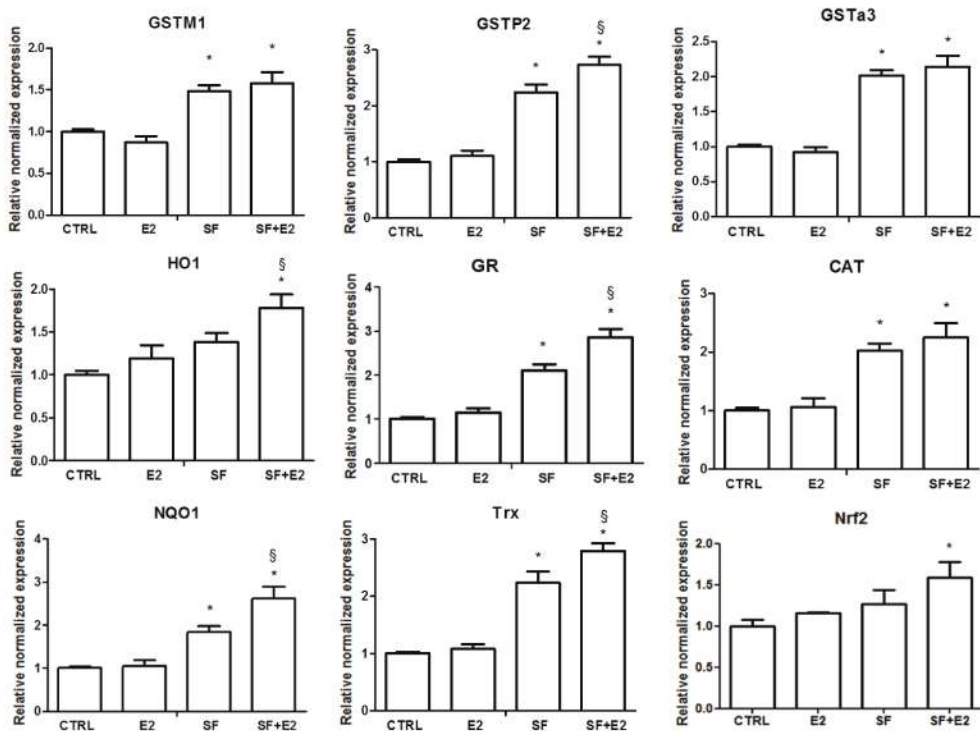 GSTM1
Relative normalized expression
2.0
1.5
1.0
0.5
0.0
*
*
CTRL E2 SF SF+E2
GSTP2
Relative normalized expression
3
2
1
0
*
§
*
CTRL E2 SF SF+E2
GSTa3
Relative normalized expression
2.5
2.0
1.5
1.0
0.5
0.0
*
*
CTRL E2 SF SF+E2
HO1
Relative normalized expression
2.0
1.5
1.0
0.5
0.0
§
*
CTRL E2 SF SF+E2
GR
Relative normalized expression
4
3
2
1
0
*
§
*
CTRL E2 SF SF+E2
CAT
Relative normalized expression
3
2
1
0
*
*
CTRL E2 SF SF+E2
NQO1
Relative normalized expression
4
3
2
1
0
*
§
*
CTRL E2 SF SF+E2
Trx
Relative normalized expression
3
2
1
0
*
§
*
CTRL E2 SF SF+E2
Nrf2
Relative normalized expression
2.0
1.5
1.0
0.5
0.0
*
CTRL E2 SF SF+E2